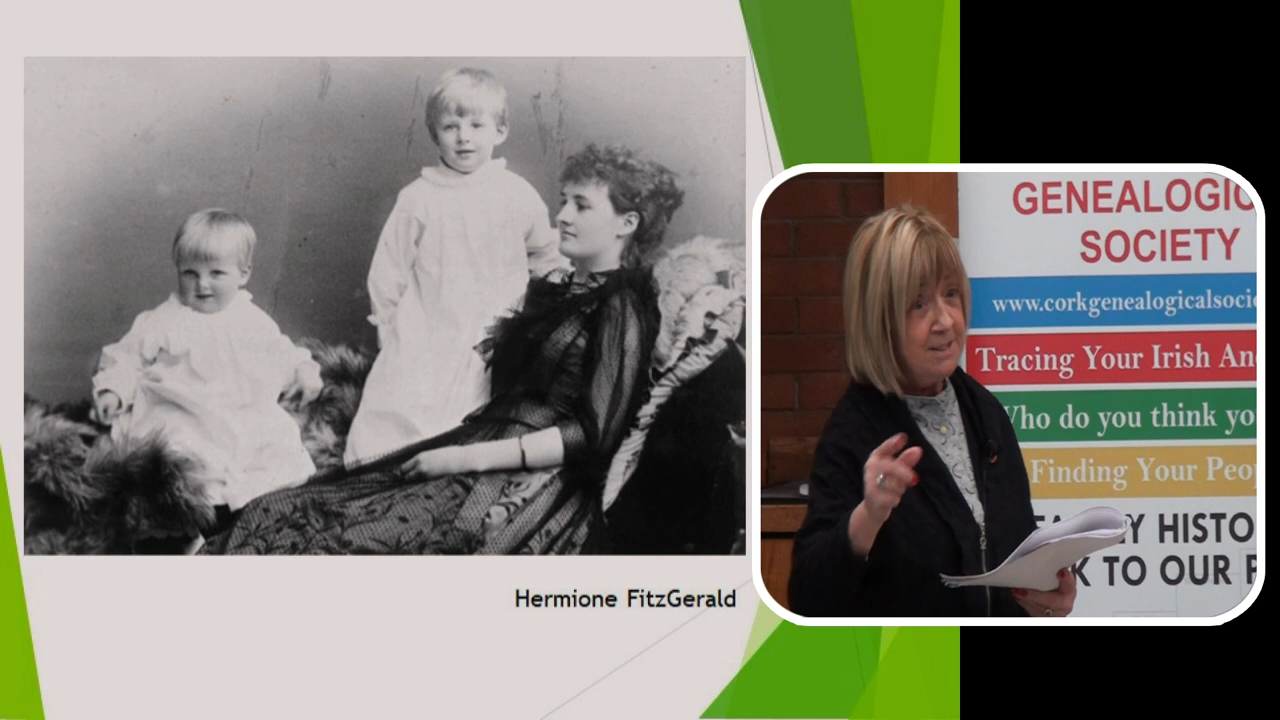 Hermione FitzGerald
GENEALOGIC
SOCIETY
www.corkgenealogicalsocie
Tracing Your Irish An
Who do you think yo
Finding Your Peo
HISTO
TO OUR